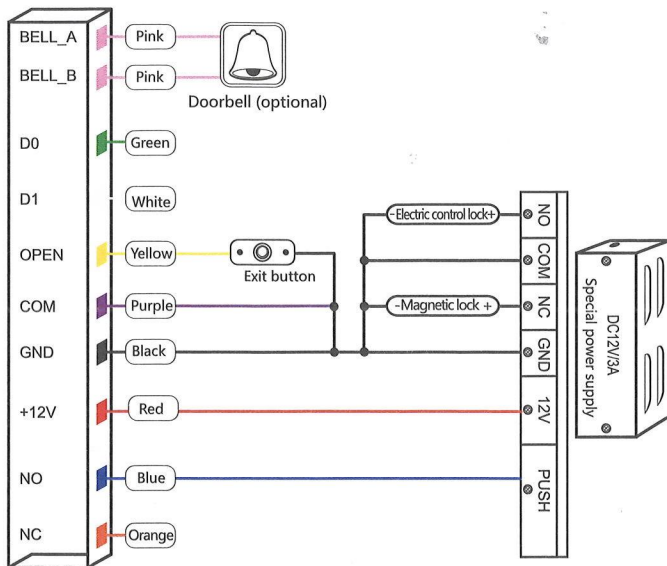 BELL_A Pink
BELL_B Pink
Doorbell (optional)
D0 Green
D1 White
OPEN Yellow
Exit button
COM Purple
GND Black
+12V Red
NO Blue
NC Orange
-Electric control lock+
-Magnetic lock +
NO
COM
NC
GND
12V
PUSH
DC12V/3A
Special power supply